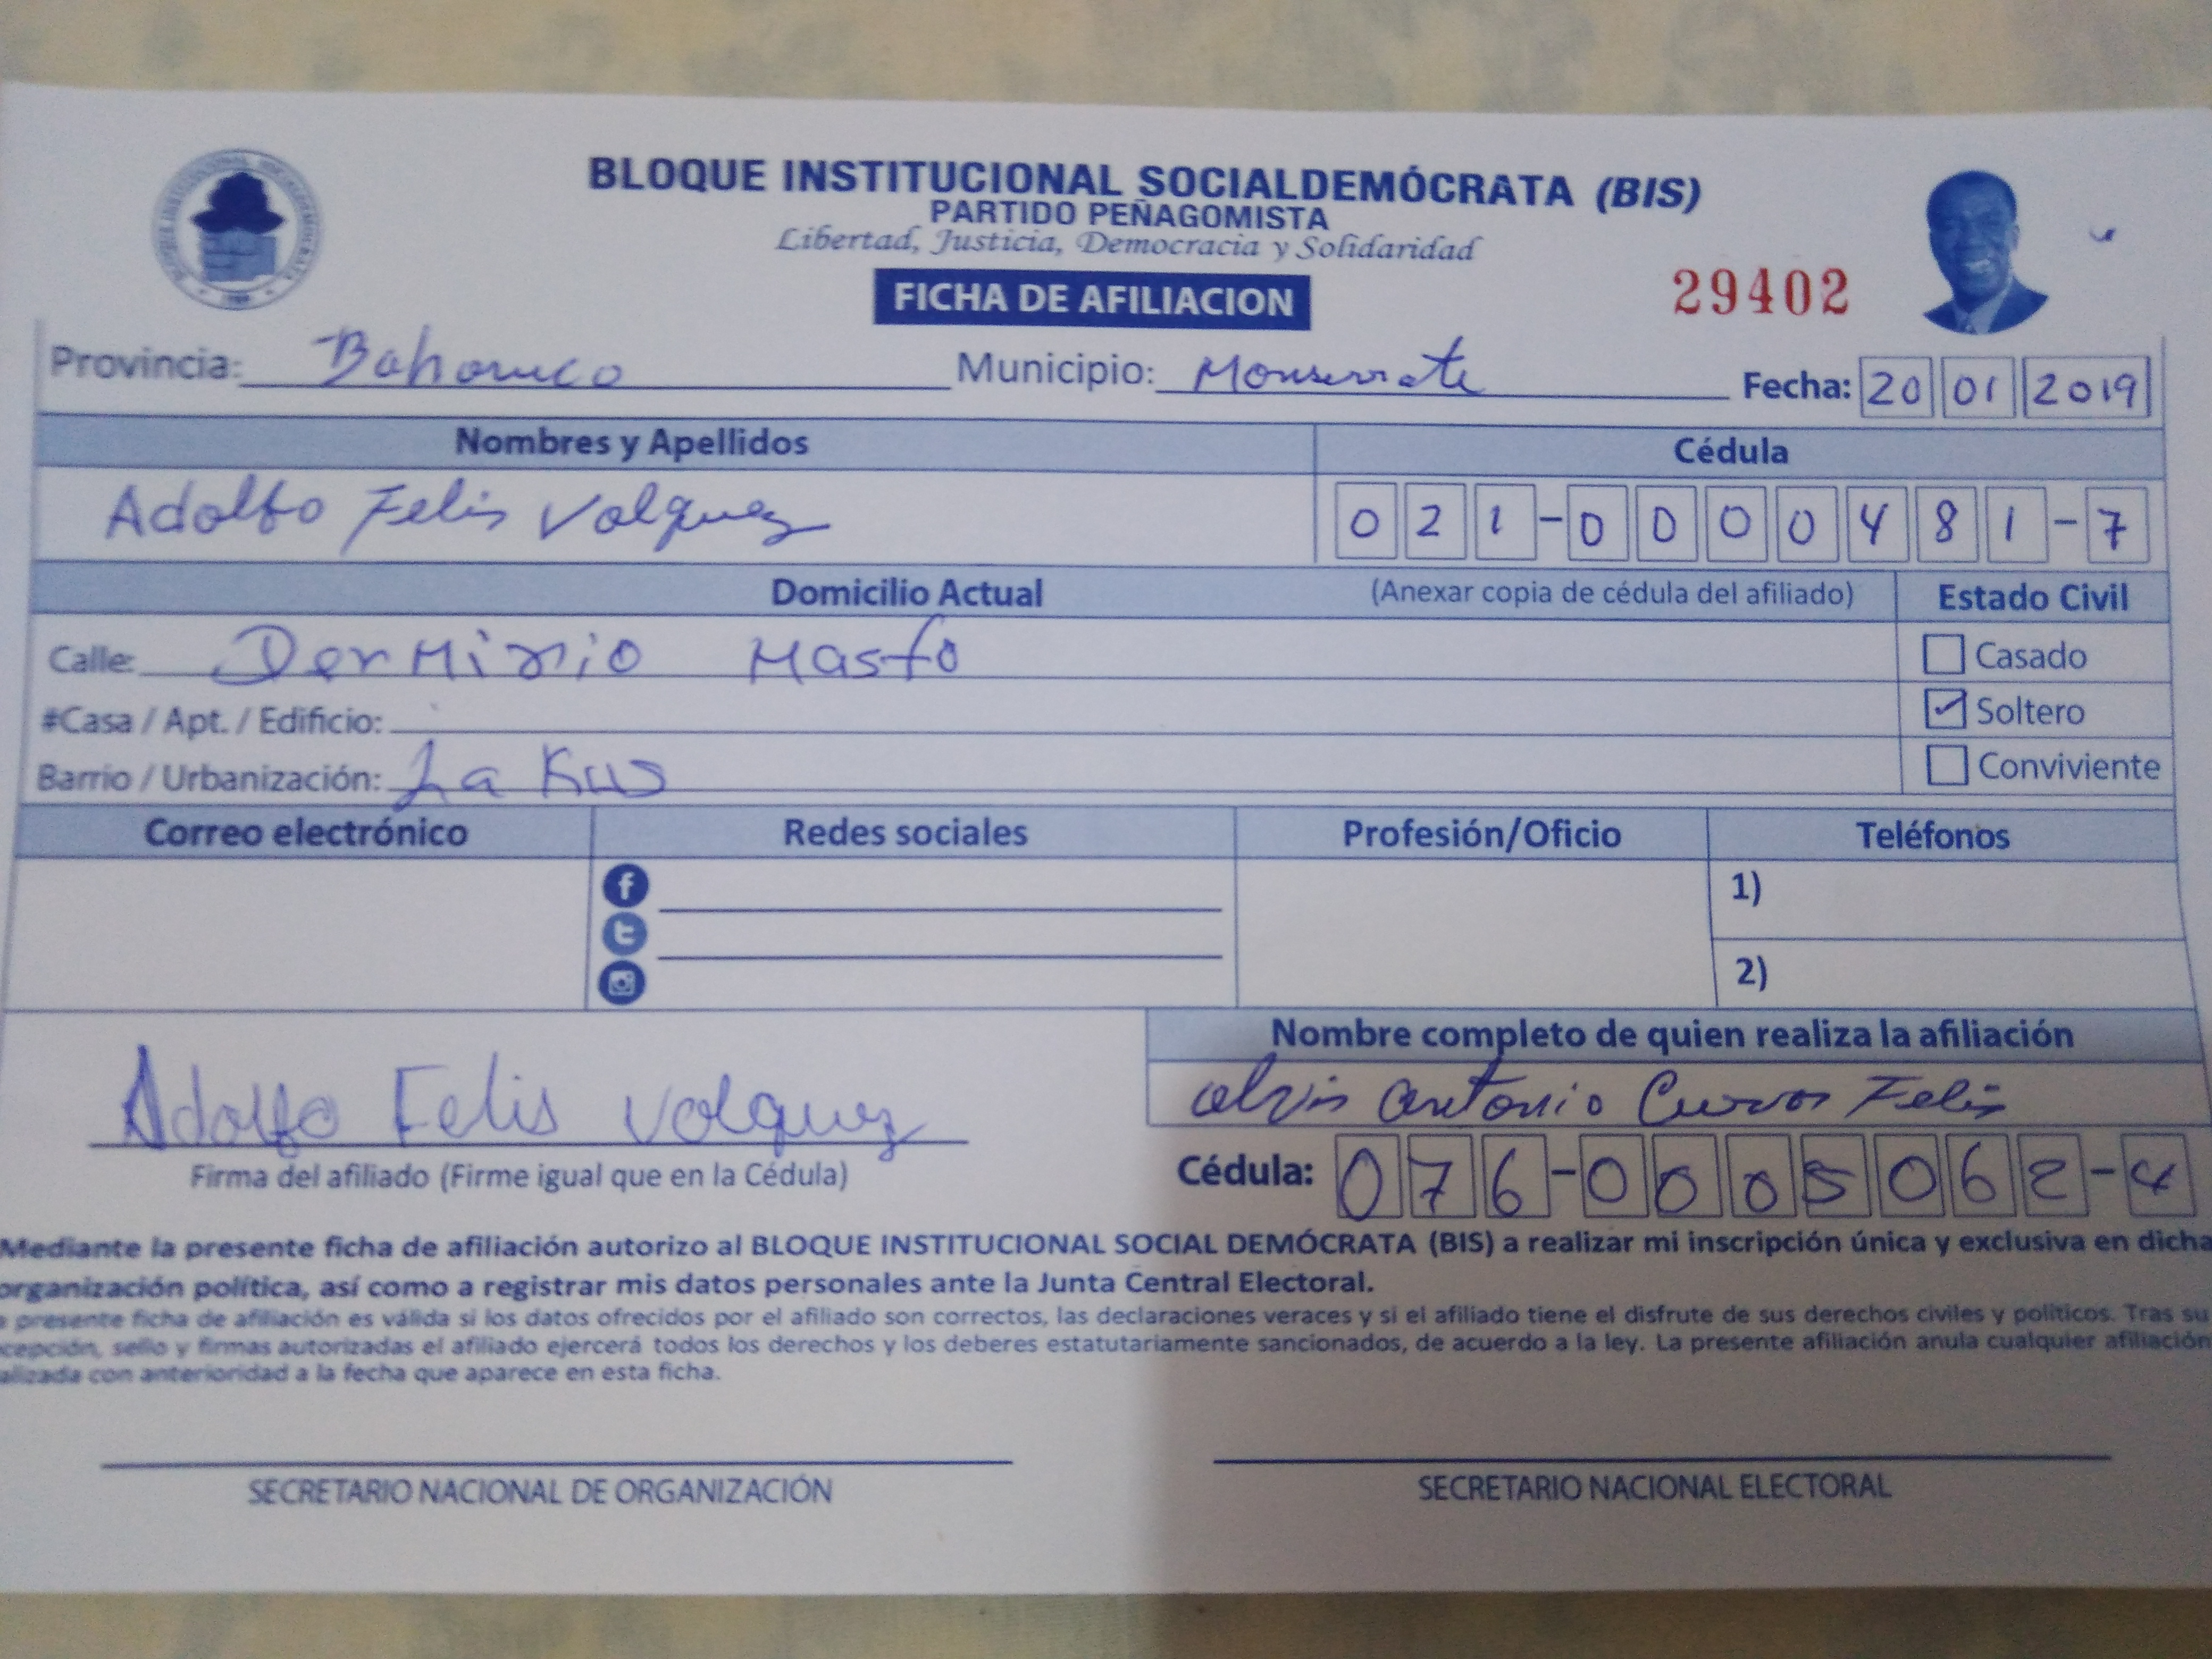 BLOQUE INSTITUCIONAL SOCIALDEMÓCRATA (BIS)
PARTIDO PEÑAGOMISTA
Libertad, Justicia, Democracia y Solidaridad
FICHA DE AFILIACION
29402
Provincia: Bahoruco Municipio: Monserrate Fecha: 20 01 2019
Nombres y Apellidos Cédula
Adolfo Felis Volquez 021-0000481-7
Domicilio Actual (Anexar copia de cédula del afiliado) Estado Civil
Calle: Masfo Casado
#Casa / Apt. / Edificio: Soltero
Barrio / Urbanización: La Conviviente
Correo electrónico Redes sociales Profesión/Oficio Teléfonos
1)
2)
Nombre completo de quien realiza la afiliación
Adolfo Felis Volquez Antonio Cuevas Felis
Firma del afiliado (Firme igual que en la Cédula) Cédula: 076-0005062-4
Mediante la presente ficha de afiliación autorizo al BLOQUE INSTITUCIONAL SOCIAL DEMÓCRATA (BIS) a realizar mi inscripción única y exclusiva en dicha
organización política, así como a registrar mis datos personales ante la Junta Central Electoral.
presente ficha de afiliación es válida si los datos ofrecidos por el afiliado son correctos, las declaraciones veraces y si el afiliado tiene el disfrute de sus derechos civiles y políticos. Tras su
cepción, sello y firmas autorizadas el afiliado ejercerá todos los derechos y los deberes estatutariamente sancionados, de acuerdo a la ley. La presente afiliación anula cualquier afiliación
alizada con anterioridad a la fecha que aparece en esta ficha.
SECRETARIO NACIONAL DE ORGANIZACIÓN SECRETARIO NACIONAL ELECTORAL